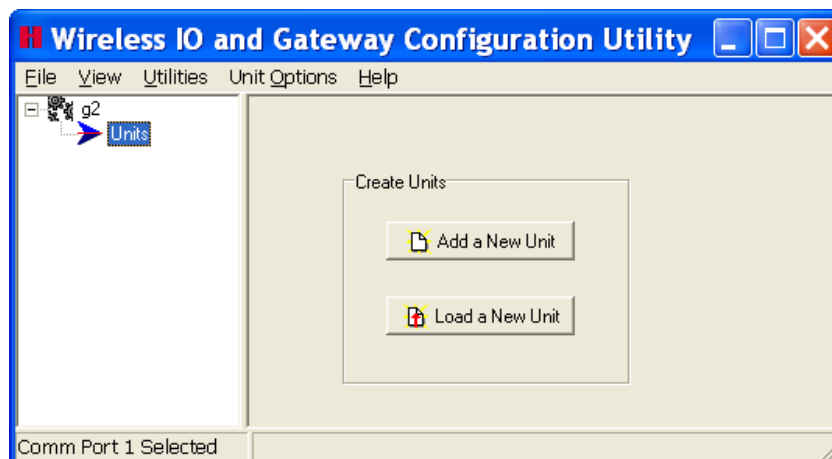 Wireless IO and Gateway Configuration Utility
File View Utilities Unit Options Help
g2
Units
Create Units
Add a New Unit
Load a New Unit
Comm Port 1 Selected